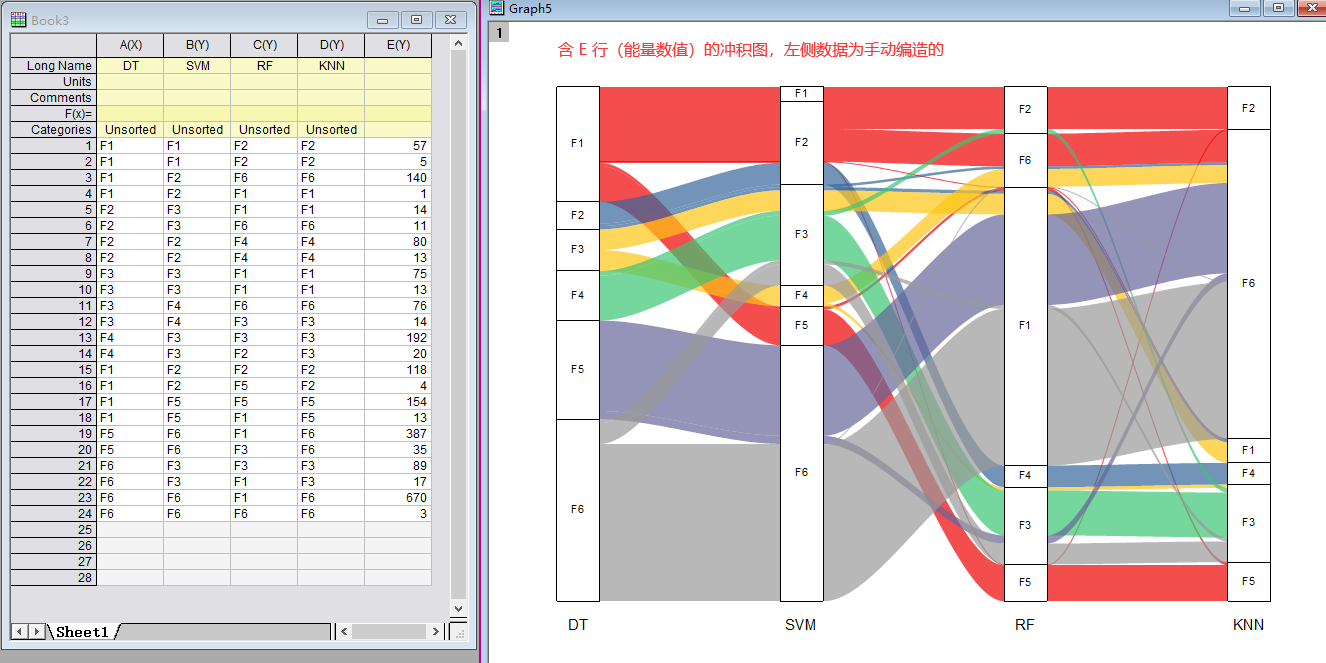 Book3
A(X) B(Y) C(Y) D(Y) E(Y)
Long Name DT SVM RF KNN
Units
Comments
F(x)=
Categories Unsorted Unsorted Unsorted Unsorted
1 F1 F1 F2 F2 57
2 F1 F1 F2 F2 5
3 F1 F2 F6 F6 140
4 F1 F2 F1 F1 1
5 F2 F3 F1 F1 14
6 F2 F3 F6 F6 11
7 F2 F2 F4 F4 80
8 F2 F2 F4 F4 13
9 F3 F3 F1 F1 75
10 F3 F3 F1 F1 13
11 F3 F4 F6 F6 76
12 F3 F4 F3 F3 14
13 F4 F3 F3 F3 192
14 F4 F3 F2 F3 20
15 F1 F2 F2 F2 118
16 F1 F2 F5 F2 4
17 F1 F5 F5 F5 154
18 F1 F5 F1 F5 13
19 F5 F6 F1 F6 387
20 F5 F6 F3 F6 35
21 F6 F3 F3 F3 89
22 F6 F3 F1 F3 17
23 F6 F6 F1 F6 670
24 F6 F6 F6 F6 3
25
26
27
28
Sheet1
Graph5
1
含 E 行（能量数值）的冲积图，左侧数据为手动编造的
F1
F2
F3
F4
F5
F6
DT
F1
F2
F3
F4
F5
F6
SVM
F2
F6
F1
F4
F3
F5
RF
F2
F6
F1
F4
F3
F5
KNN